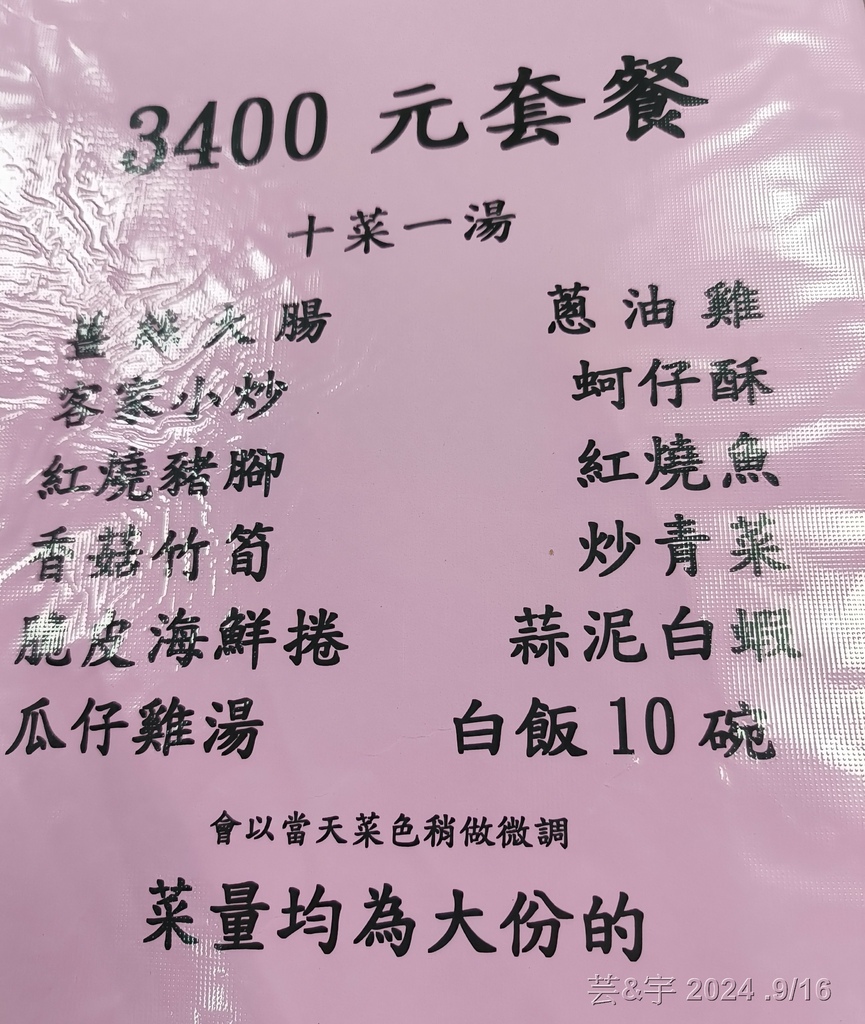 3400 元套餐
十菜一湯
薑絲大腸 蔥油雞
客家小炒 蚵仔酥
紅燒豬腳 紅燒魚
香菇竹筍 炒青菜
脆皮海鮮捲 蒜泥白蝦
瓜仔雞湯 白飯10碗
會以當天菜色稍做微調
菜量均為大份的
芸&宇 2024 .9/16